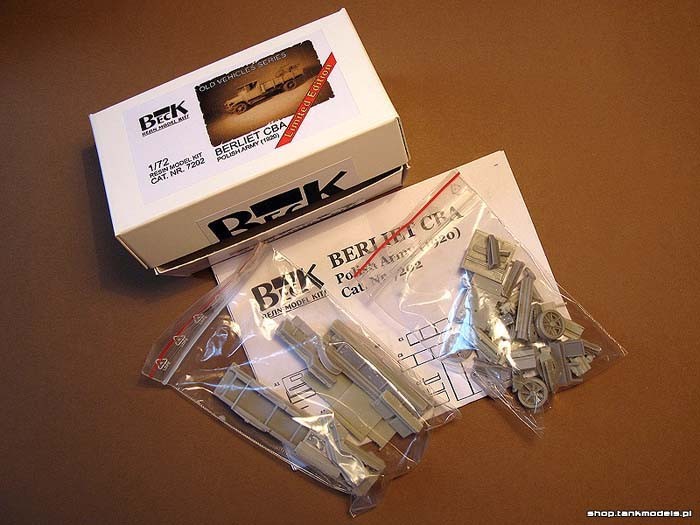 OLD VEHICLES SERIES
BECK
RESIN MODEL KIT
Limited Edition
1/72
RESIN MODEL KIT
CAT. NR. 7202
BERLIET CBA
POLISH ARMY (1920)
BECK
BECK
RESIN MODEL KIT
BERLIET CBA
Polish Army (1920)
Cat. Nr. 7202
shop.tankmodels.pl